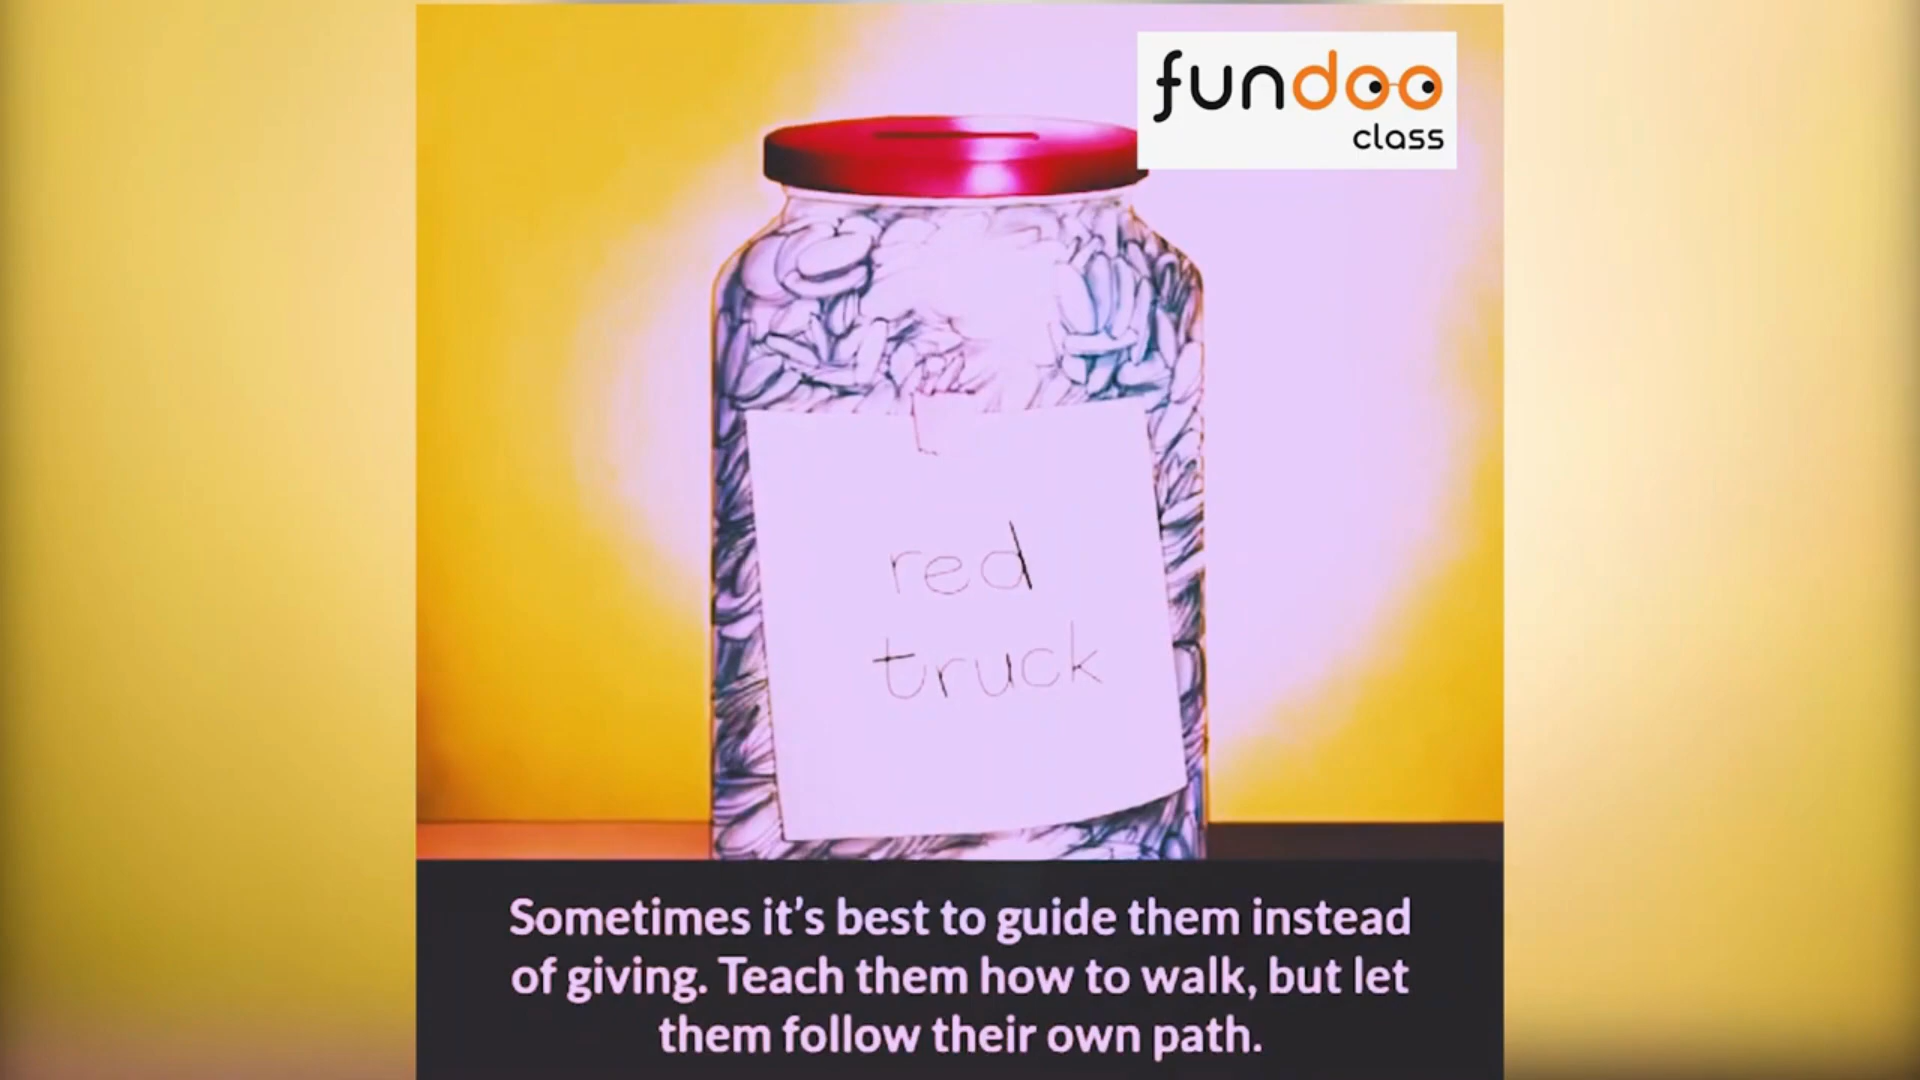 fundoo
class
red
truck
Sometimes it’s best to guide them instead
of giving. Teach them how to walk, but let
them follow their own path.